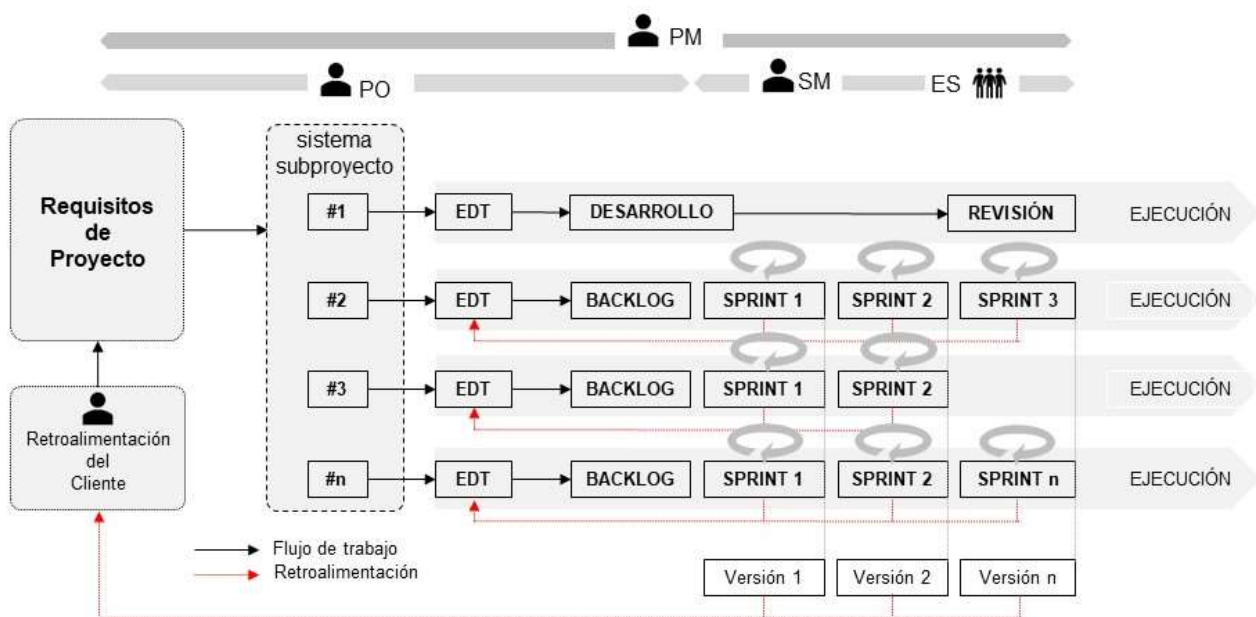 PM
PO
SM
ES
sistema
subproyecto
Requisitos
de
Proyecto
#1
EDT
DESARROLLO
REVISIÓN
EJECUCIÓN
#2
EDT
BACKLOG
SPRINT 1
SPRINT 2
SPRINT 3
EJECUCIÓN
#3
EDT
BACKLOG
SPRINT 1
SPRINT 2
EJECUCIÓN
Retroalimentación
del
Cliente
#n
EDT
BACKLOG
SPRINT 1
SPRINT 2
SPRINT n
EJECUCIÓN
Flujo de trabajo
Retroalimentación
Versión 1
Versión 2
Versión n